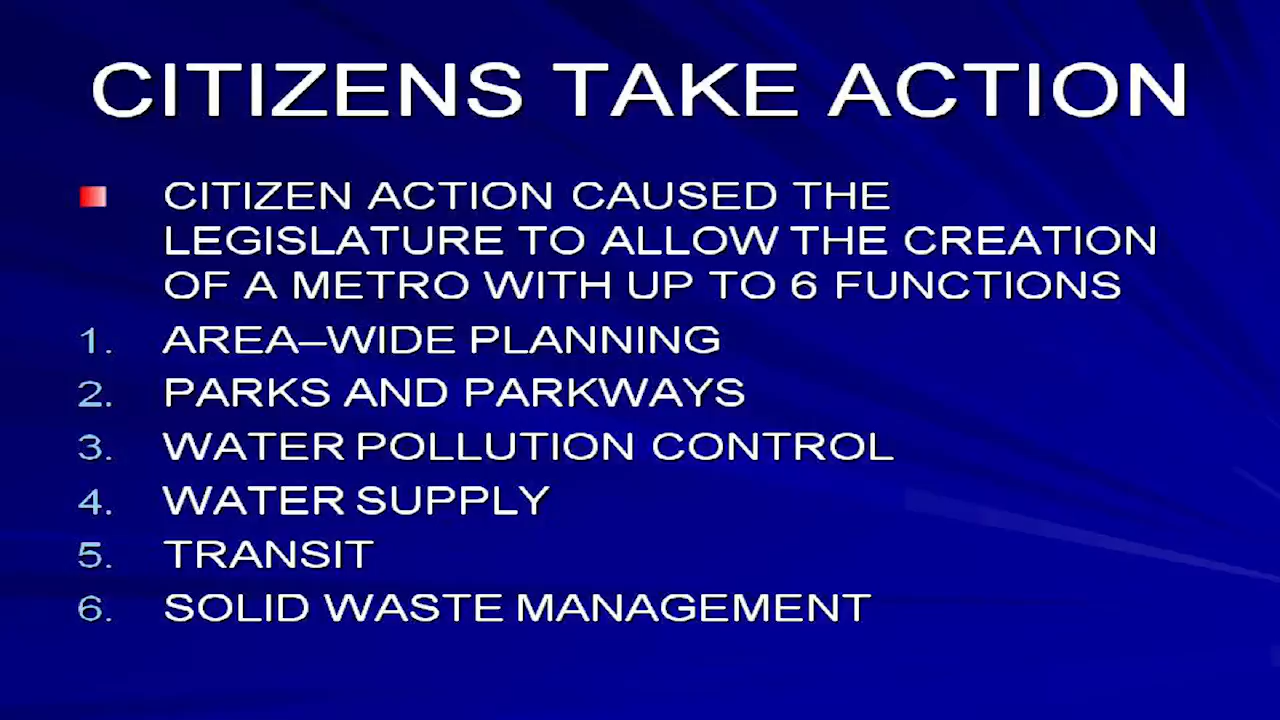 CITIZENS TAKE ACTION
CITIZEN ACTION CAUSED THE
LEGISLATURE TO ALLOW THE CREATION
OF A METRO WITH UP TO 6 FUNCTIONS
1. AREA–WIDE PLANNING
2. PARKS AND PARKWAYS
3. WATER POLLUTION CONTROL
4. WATER SUPPLY
5. TRANSIT
6. SOLID WASTE MANAGEMENT